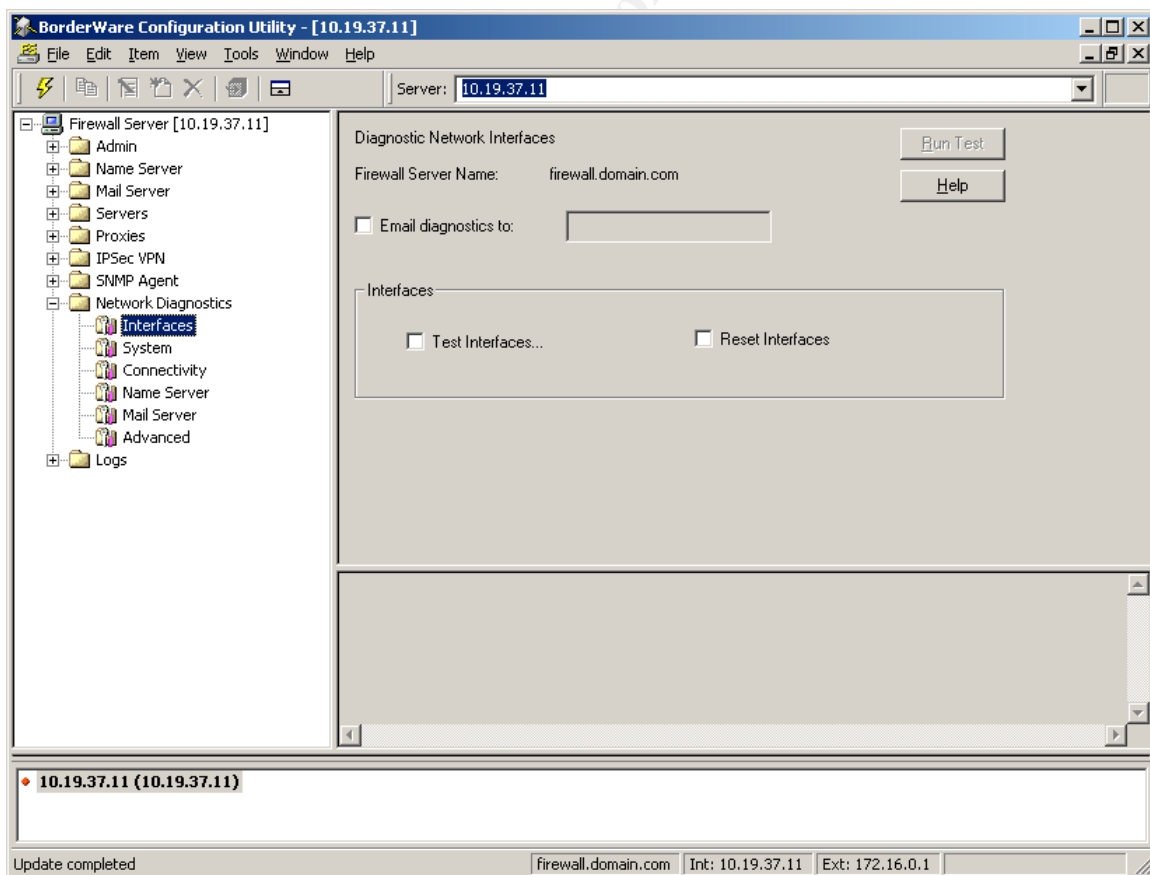 BorderWare Configuration Utility - [10.19.37.11]
File Edit Item View Tools Window Help
Server: 10.19.37.11
Firewall Server [10.19.37.11]
Admin
Name Server
Mail Server
Servers
Proxies
IPSec VPN
SNMP Agent
Network Diagnostics
Interfaces
System
Connectivity
Name Server
Mail Server
Advanced
Logs
Diagnostic Network Interfaces
Run Test
Firewall Server Name: firewall.domain.com
Help
Email diagnostics to:
Interfaces
Test Interfaces...
Reset Interfaces
10.19.37.11 (10.19.37.11)
Update completed
firewall.domain.com
Int: 10.19.37.11
Ext: 172.16.0.1